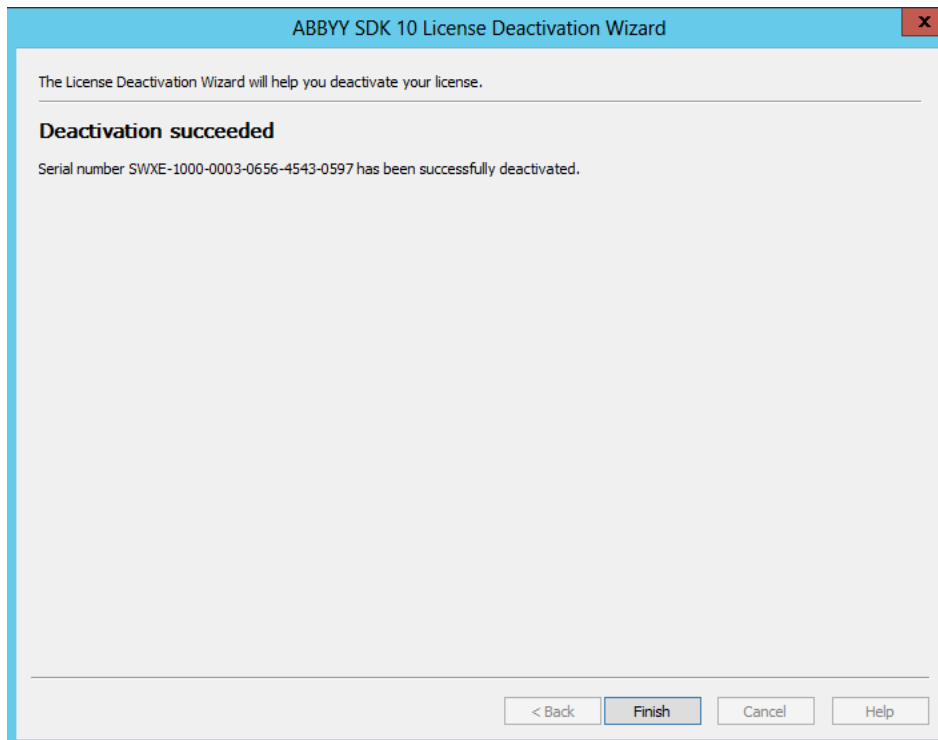 ABBYY SDK 10 License Deactivation Wizard
x
The License Deactivation Wizard will help you deactivate your license.
Deactivation succeeded
Serial number SWXE-1000-0003-0656-4543-0597 has been successfully deactivated.
< Back Finish Cancel Help